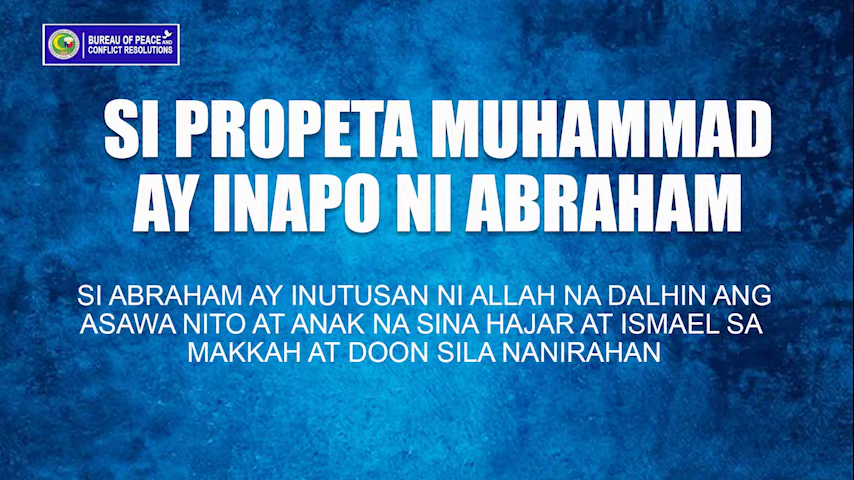 BUREAU OF PEACE AND
CONFLICT RESOLUTIONS
SI PROPETA MUHAMMAD
AY INAPO NI ABRAHAM
SI ABRAHAM AY INUTUSAN NI ALLAH NA DALHIN ANG
ASAWA NITO AT ANAK NA SINA HAJAR AT ISMAEL SA
MAKKAH AT DOON SILA NANIRAHAN